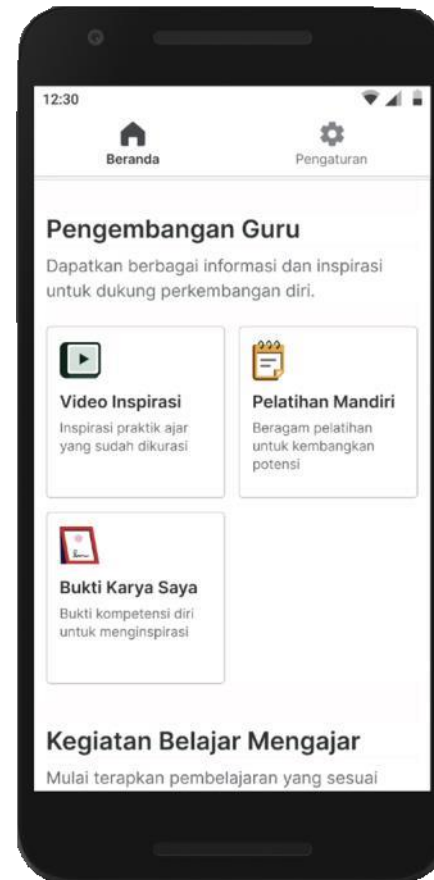 12:30
Beranda
Pengaturan
Pengembangan Guru
Dapatkan berbagai informasi dan inspirasi
untuk dukung perkembangan diri.
Video Inspirasi
Inspirasi praktik ajar
yang sudah dikurasi
Pelatihan Mandiri
Beragam pelatihan
untuk kembangkan
potensi
Bukti Karya Saya
Bukti kompetensi diri
untuk menginspirasi
Kegiatan Belajar Mengajar
Mulai terapkan pembelajaran yang sesuai